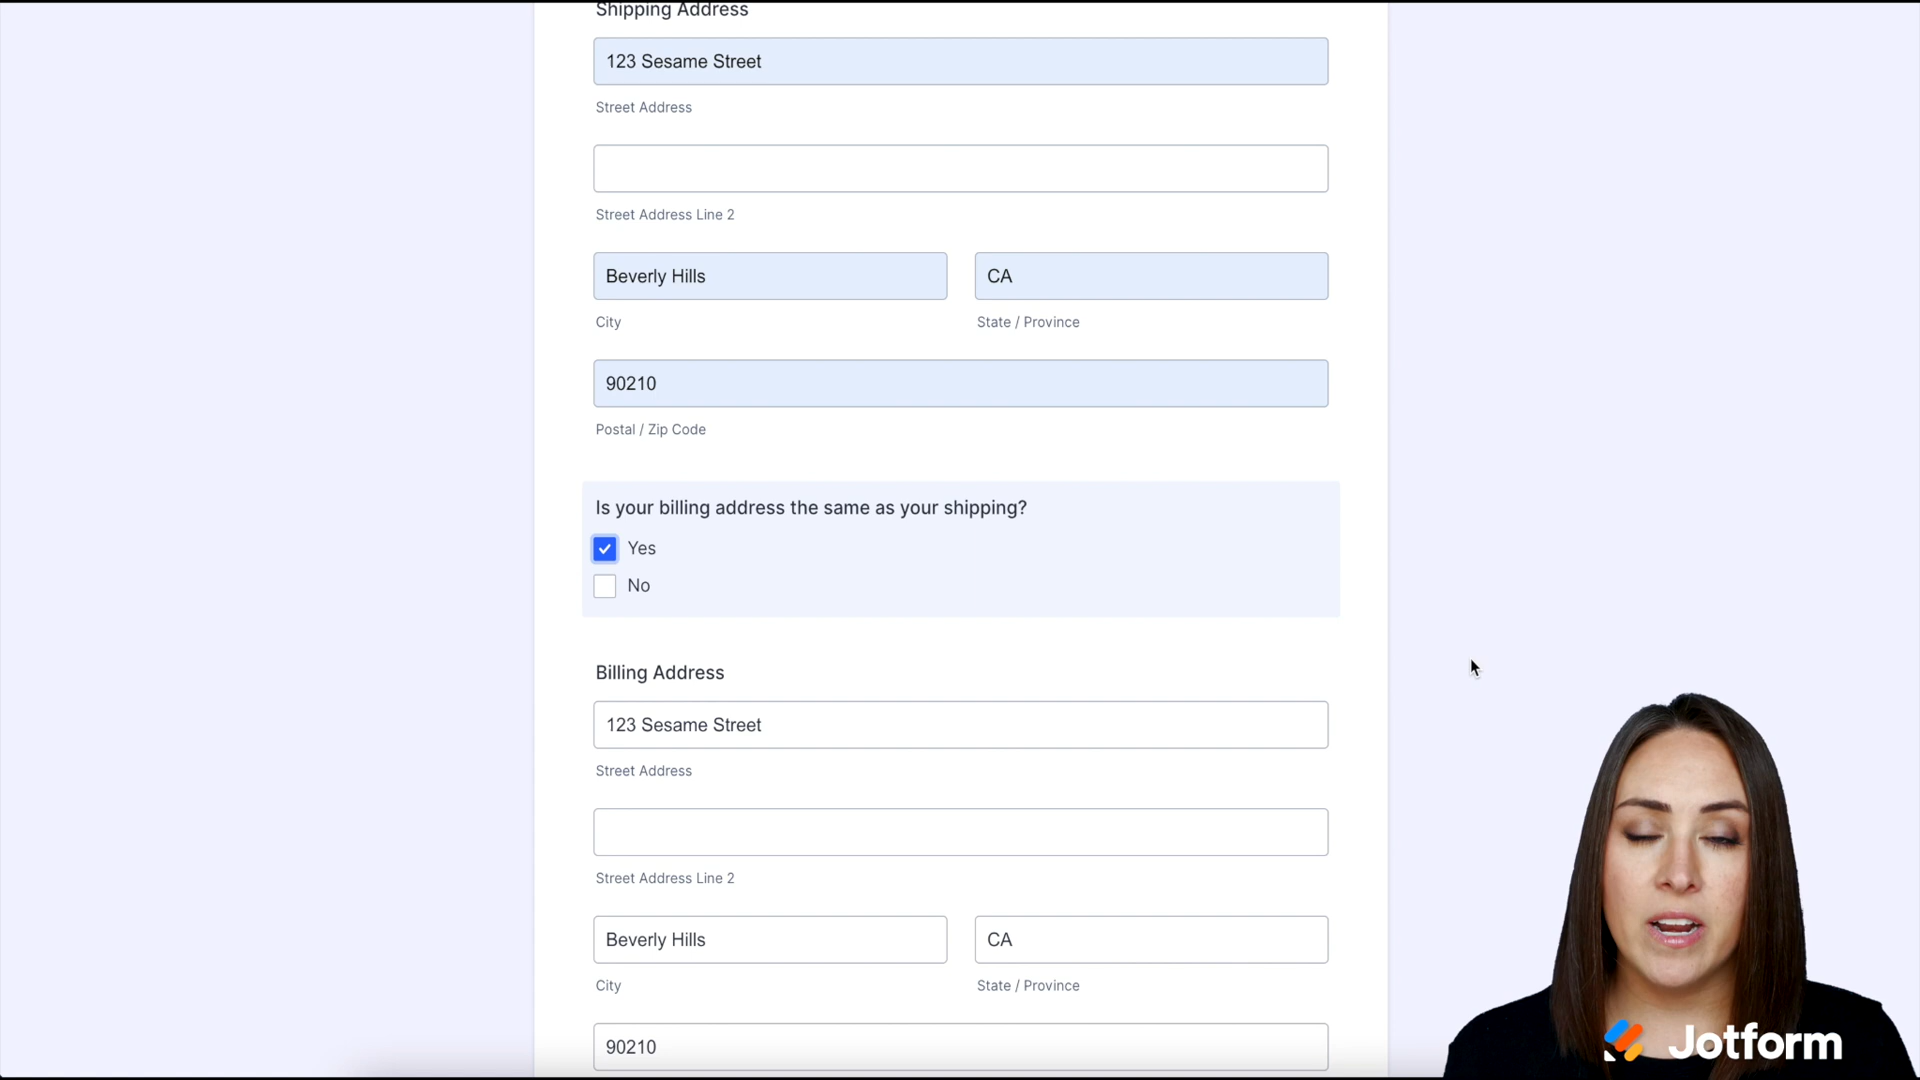 Shipping Address
123 Sesame Street
Street Address
Street Address Line 2
Beverly Hills CA
City State / Province
90210
Postal / Zip Code
Is your billing address the same as your shipping?
Yes
No
Billing Address
123 Sesame Street
Street Address
Street Address Line 2
Beverly Hills CA
City State / Province
90210
Jotform